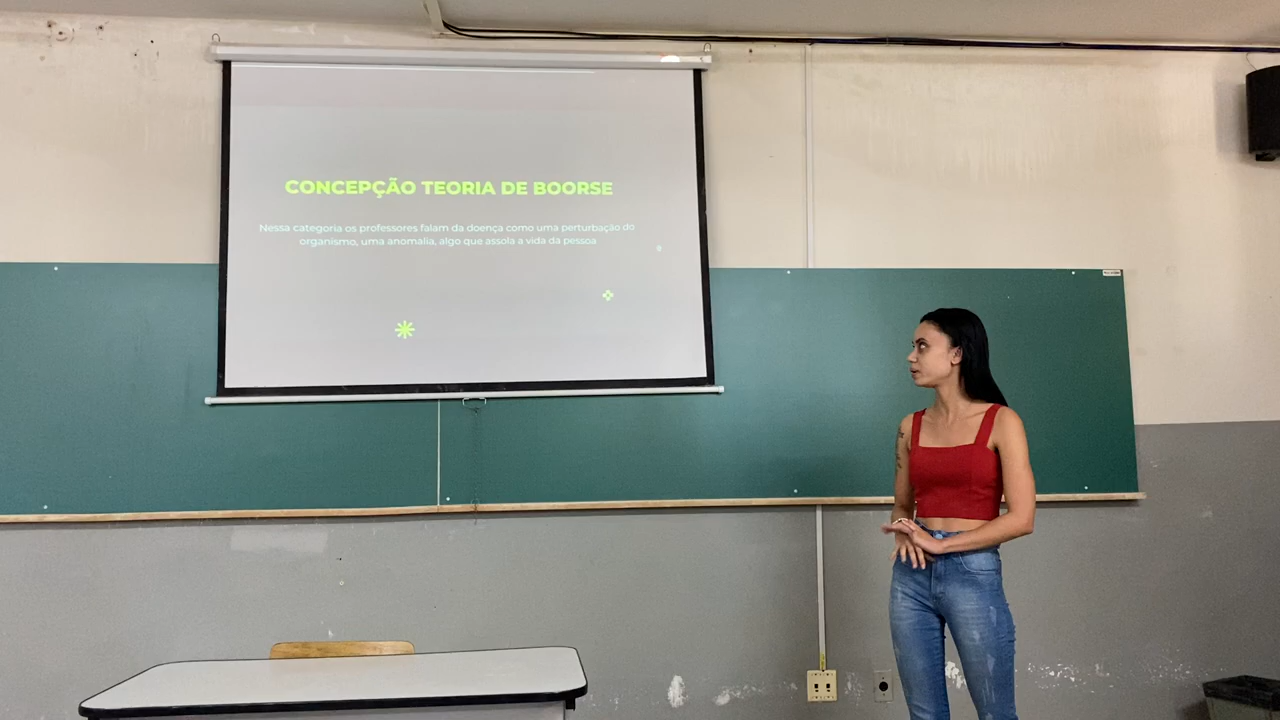 CONCEPÇÃO TEORIA DE BOORSE
Nessa categoria os professores falam da doença como uma perturbação do
organismo, uma anomalia, algo que assola a vida da pessoa